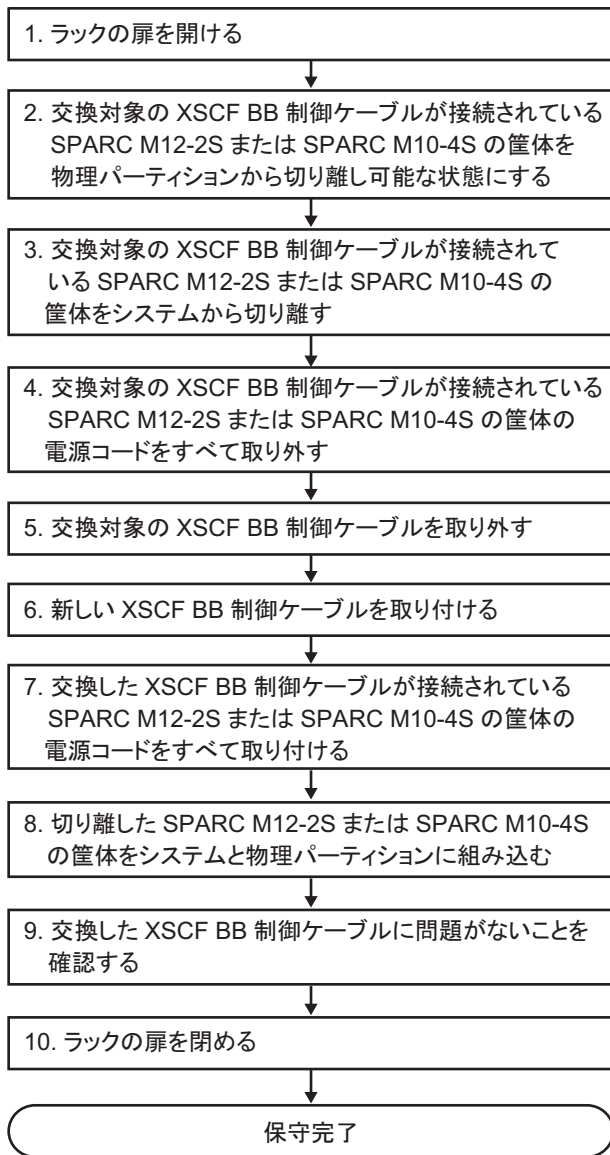 1. ラックの扉を開ける
2. 交換対象の XSCF BB 制御ケーブルが接続されている
SPARC M12-2S または SPARC M10-4S の筐体を
物理パーティションから切り離し可能な状態にする
3. 交換対象の XSCF BB 制御ケーブルが接続されて
いる SPARC M12-2S または SPARC M10-4S の
筐体をシステムから切り離す
4. 交換対象の XSCF BB 制御ケーブルが接続されている
SPARC M12-2S または SPARC M10-4S の筐体の
電源コードをすべて取り外す
5. 交換対象の XSCF BB 制御ケーブルを取り外す
6. 新しい XSCF BB 制御ケーブルを取り付ける
7. 交換した XSCF BB 制御ケーブルが接続されている
SPARC M12-2S または SPARC M10-4S の筐体の
電源コードをすべて取り付ける
8. 切り離した SPARC M12-2S または SPARC M10-4S
の筐体をシステムと物理パーティションに組み込む
9. 交換した XSCF BB 制御ケーブルに問題がないことを
確認する
10. ラックの扉を閉める
保守完了